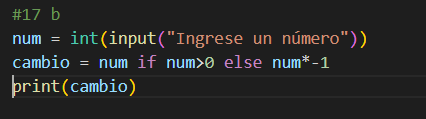 #17 b
num = int(input("Ingrese un número"))
cambio = num if num>0 else num*-1
print(cambio)